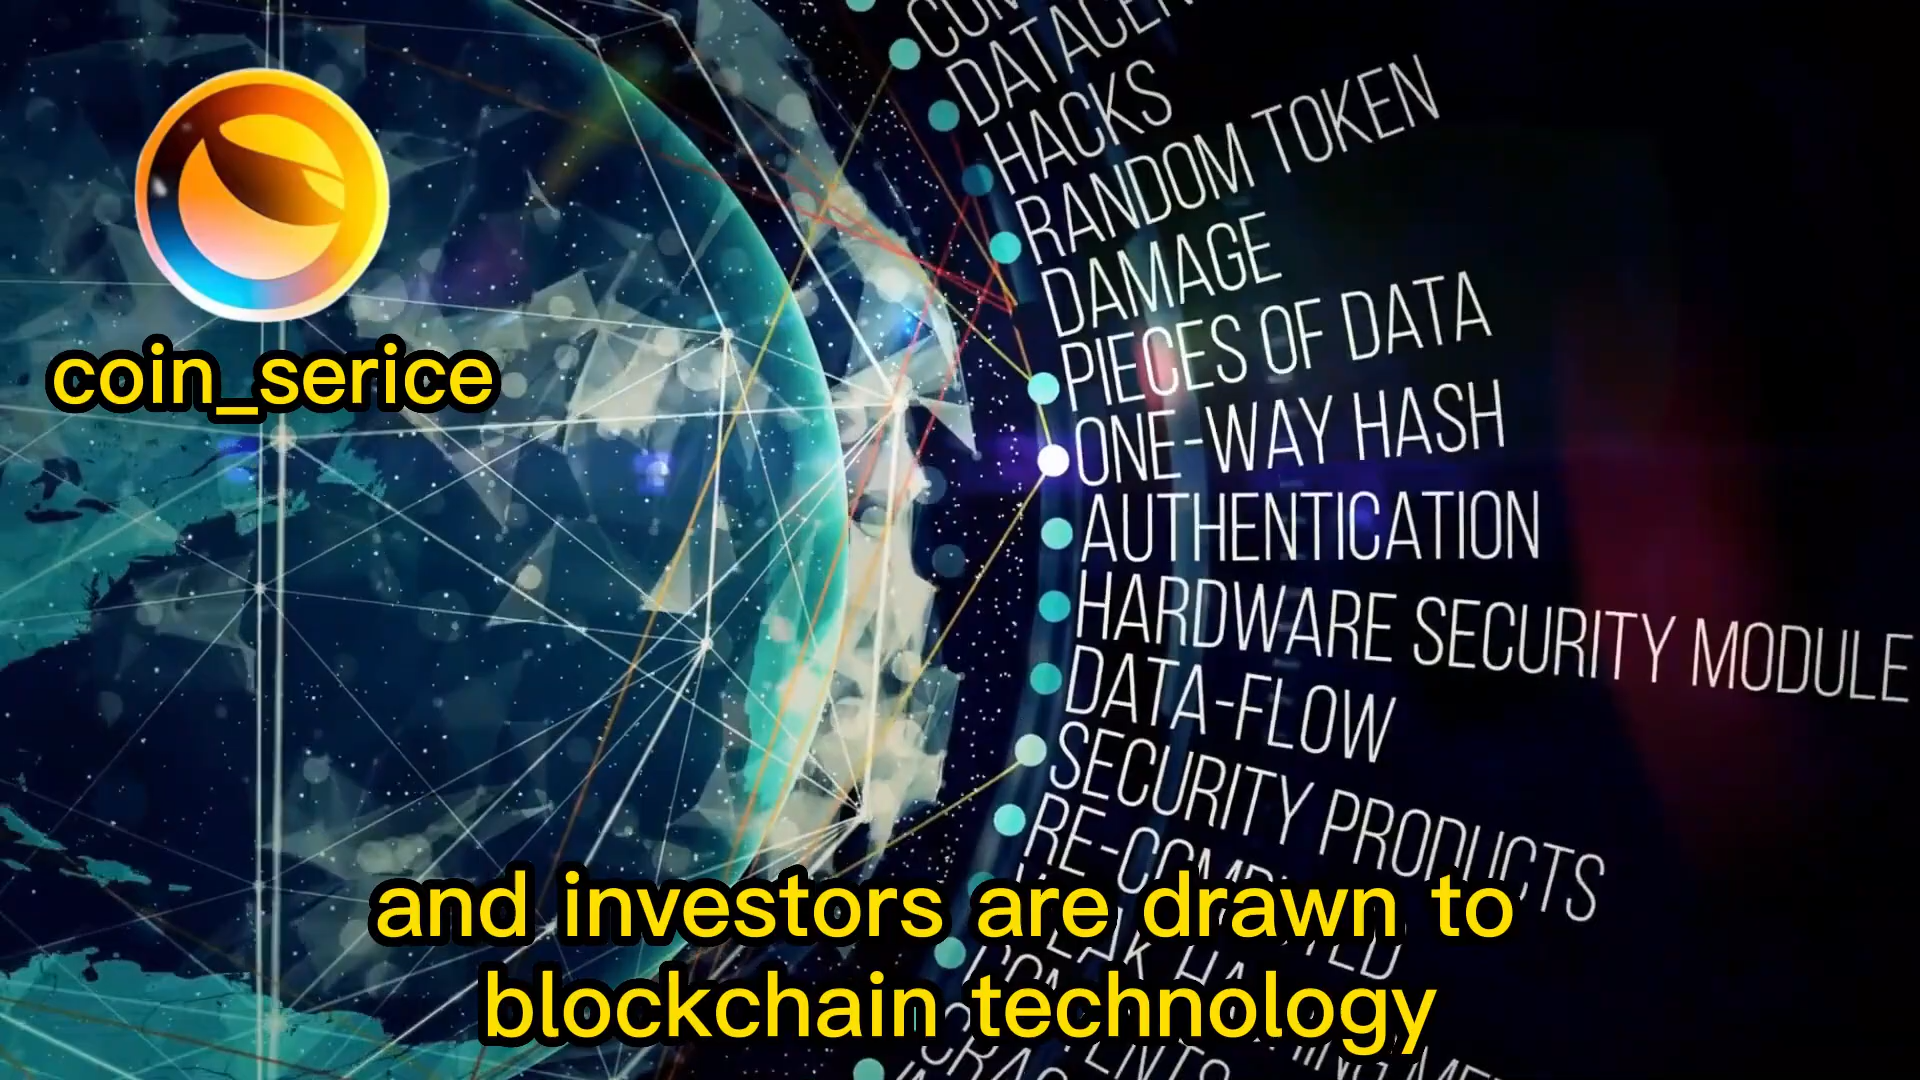 DATACEN
HACKS
RANDOM TOKEN
DAMAGE
PIECES OF DATA
ONE-WAY HASH
AUTHENTICATION
HARDWARE SECURITY MODULE
DATA-FLOW
SECURITY PRODUCTS
coin_serice
and investors are drawn to
blockchain technology